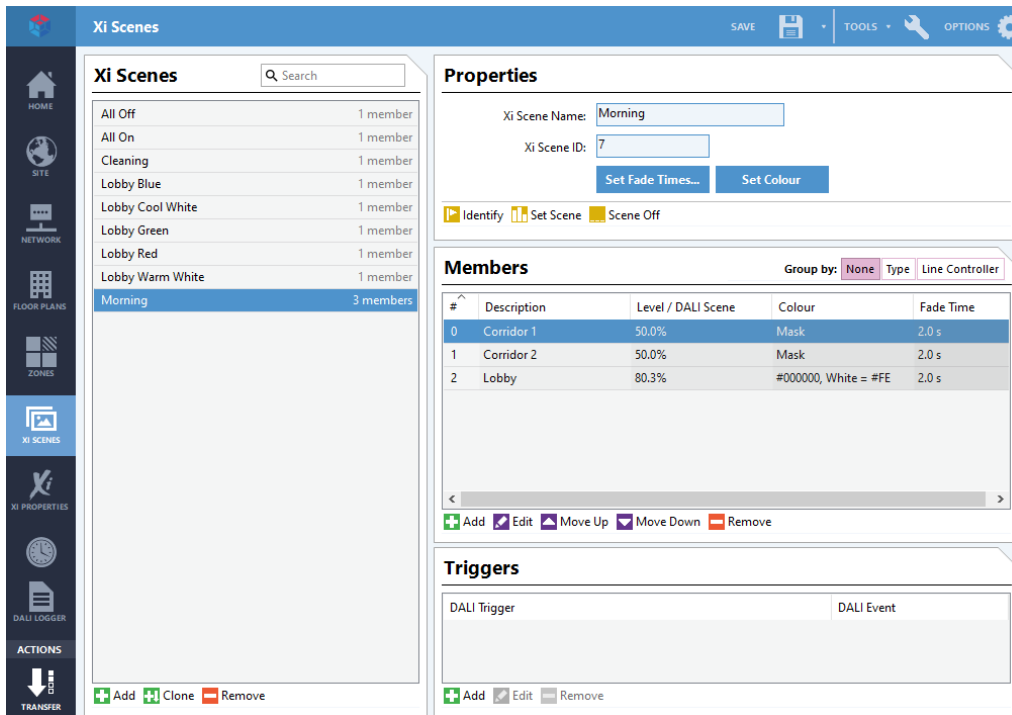 Xi Scenes
SAVE
TOOLS
OPTIONS
HOME
SITE
NETWORK
FLOOR PLANS
ZONES
XI SCENES
XI PROPERTIES
DALI LOGGER
ACTIONS
TRANSFER
Xi Scenes
Search
All Off 1 member
All On 1 member
Cleaning 1 member
Lobby Blue 1 member
Lobby Cool White 1 member
Lobby Green 1 member
Lobby Red 1 member
Lobby Warm White 1 member
Morning 3 members
Add Clone Remove
Properties
Xi Scene Name: Morning
Xi Scene ID: 7
Set Fade Times... Set Colour
Identify Set Scene Scene Off
Members
Group by: None Type Line Controller
# Description Level / DALI Scene Colour Fade Time
0 Corridor 1 50.0% Mask 2.0 s
1 Corridor 2 50.0% Mask 2.0 s
2 Lobby 80.3% #000000, White = #FE 2.0 s
Add Edit Move Up Move Down Remove
Triggers
DALI Trigger DALI Event
Add Edit Remove